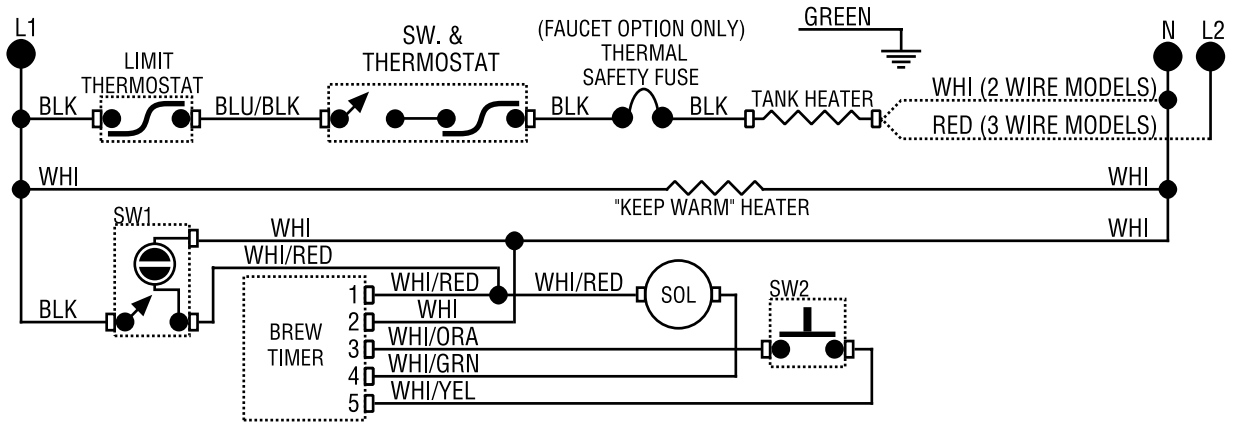 L1
LIMIT
THERMOSTAT
SW. &
THERMOSTAT
(FAUCET OPTION ONLY)
THERMAL
SAFETY FUSE
GREEN
N
L2
BLK
BLU/BLK
BLK
BLK
TANK HEATER
WHI (2 WIRE MODELS)
RED (3 WIRE MODELS)
WHI
"KEEP WARM" HEATER
WHI
SW1
WHI
WHI
WHI/RED
BLK
BREW
TIMER
1
WHI/RED
WHI/RED
SOL
2
WHI
3
WHI/ORA
4
WHI/GRN
5
WHI/YEL
SW2